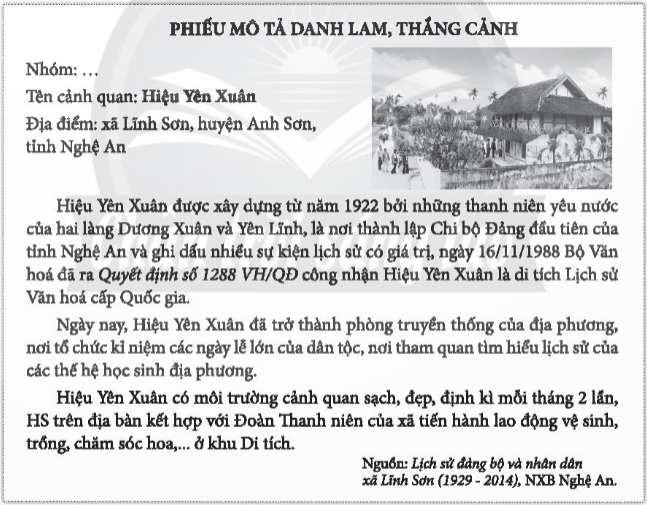 PHIẾU MÔ TẢ DANH LAM, THẮNG CẢNH
Nhóm: …
Tên cảnh quan: Hiệu Yên Xuân
Địa điểm: xã Lĩnh Sơn, huyện Anh Sơn,
tỉnh Nghệ An
Hiệu Yên Xuân được xây dựng từ năm 1922 bởi những thanh niên yêu nước
của hai làng Dương Xuân và Yên Lĩnh, là nơi thành lập Chi bộ Đảng đầu tiên của
tỉnh Nghệ An và ghi dấu nhiều sự kiện lịch sử có giá trị, ngày 16/11/1988 Bộ Văn
hoá đã ra Quyết định số 1288 VH/QĐ công nhận Hiệu Yên Xuân là di tích Lịch sử
Văn hoá cấp Quốc gia.
Ngày nay, Hiệu Yên Xuân đã trở thành phòng truyền thống của địa phương,
nơi tổ chức kỉ niệm các ngày lễ lớn của dân tộc, nơi tham quan tìm hiểu lịch sử của
các thế hệ học sinh địa phương.
Hiệu Yên Xuân có môi trường cảnh quan sạch, đẹp, định kì mỗi tháng 2 lần,
HS trên địa bàn kết hợp với Đoàn Thanh niên của xã tiến hành lao động vệ sinh,
trồng, chăm sóc hoa,... ở khu Di tích.
Nguồn: Lịch sử đảng bộ và nhân dân
xã Lĩnh Sơn (1929 - 2014), NXB Nghệ An.